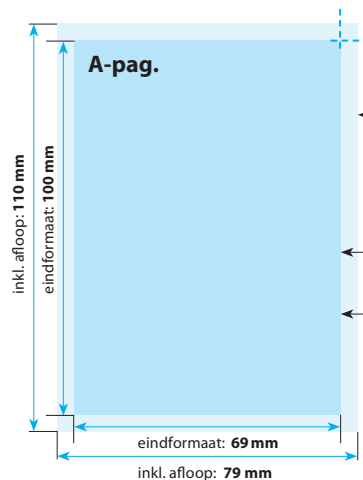 A-pag.
inkl. afloop: 110 mm
eindformaat: 100 mm
eindformaat: 69 mm
inkl. afloop: 79 mm